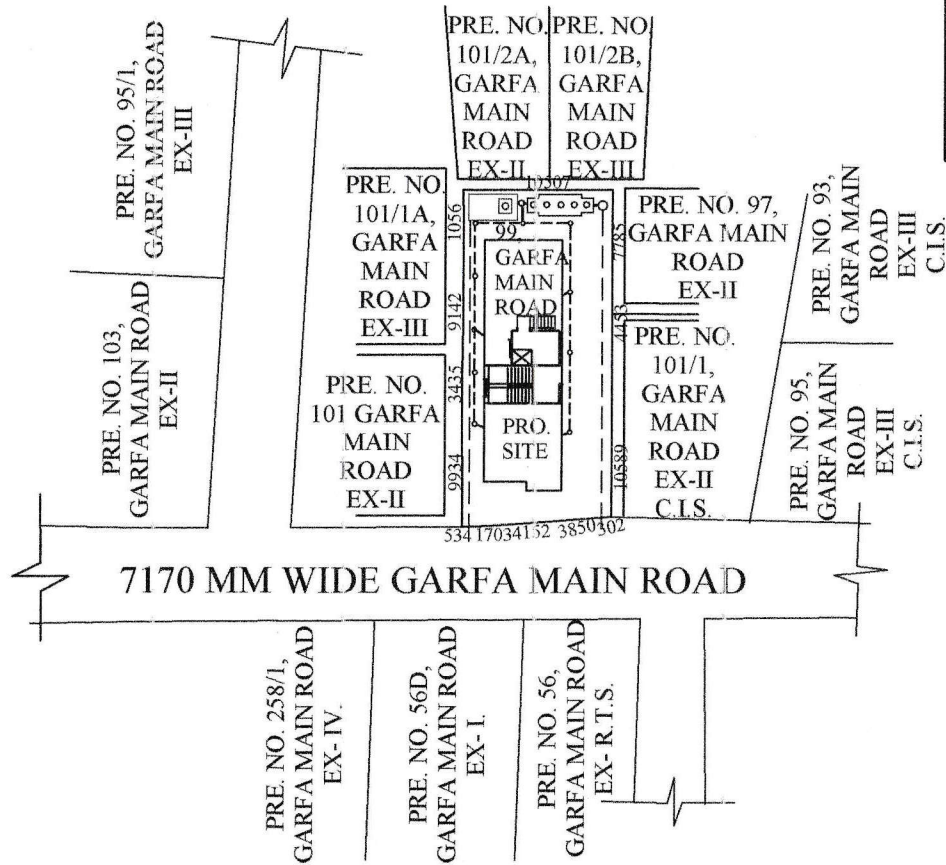 PRE. NO. 95/1,
GARFA MAIN ROAD
EX-III
PRE. NO.
101/2A,
GARFA
MAIN
ROAD
EX-II
PRE. NO
101/2B,
GARFA
MAIN
ROAD
EX-III
10307
PRE. NO.
101/1A,
GARFA
MAIN
ROAD
EX-III
1056
9142
3435
9934
99,
GARFA
MAIN
ROAD
PRO.
SITE
7785
4453
10589
PRE. NO. 97,
GARFA MAIN
ROAD
EX-II
PRE. NO. 93,
GARFA MAIN
ROAD
EX-III
C.I.S.
PRE. NO. 103,
GARFA MAIN ROAD
EX-II
PRE. NO.
101 GARFA
MAIN
ROAD
EX-II
PRE. NO.
101/1,
GARFA
MAIN
ROAD
EX-II
C.I.S.
PRE. NO. 95,
GARFA MAIN
ROAD
EX-III
C.I.S.
534 1703 4152 3850 302
7170 MM WIDE GARFA MAIN ROAD
PRE. NO. 258/1,
GARFA MAIN ROAD
EX- IV.
PRE. NO. 56D,
GARFA MAIN ROAD
EX- I.
PRE. NO. 56,
GARFA MAIN ROAD
EX- R.T.S.